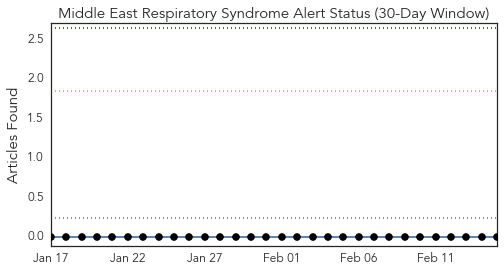 Middle East Respiratory Syndrome Alert Status (30-Day Window)
Articles Found
2.5
2.0
1.5
1.0
0.5
0.0
Jan 17 Jan 22 Jan 27 Feb 01 Feb 06 Feb 11